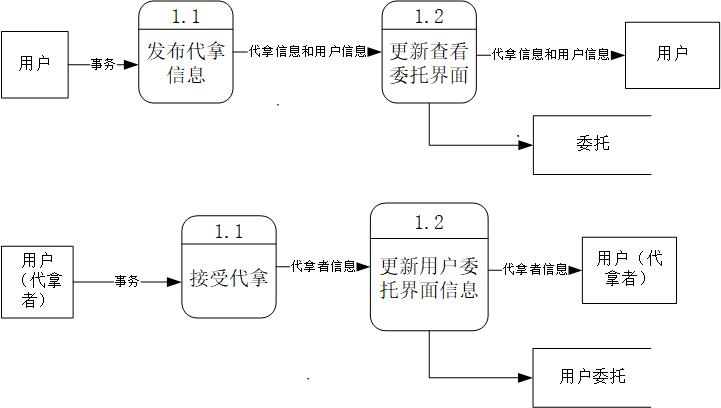 1.1
1.2
用户
事务
发布代拿
信息
代拿信息和用户信息
更新查看
委托界面
代拿信息和用户信息
用户
委托
1.1
1.2
用户
（代拿
者）
事务
接受代拿
代拿者信息
更新用户委
托界面信息
代拿者信息
用户（代
拿者）
用户委托